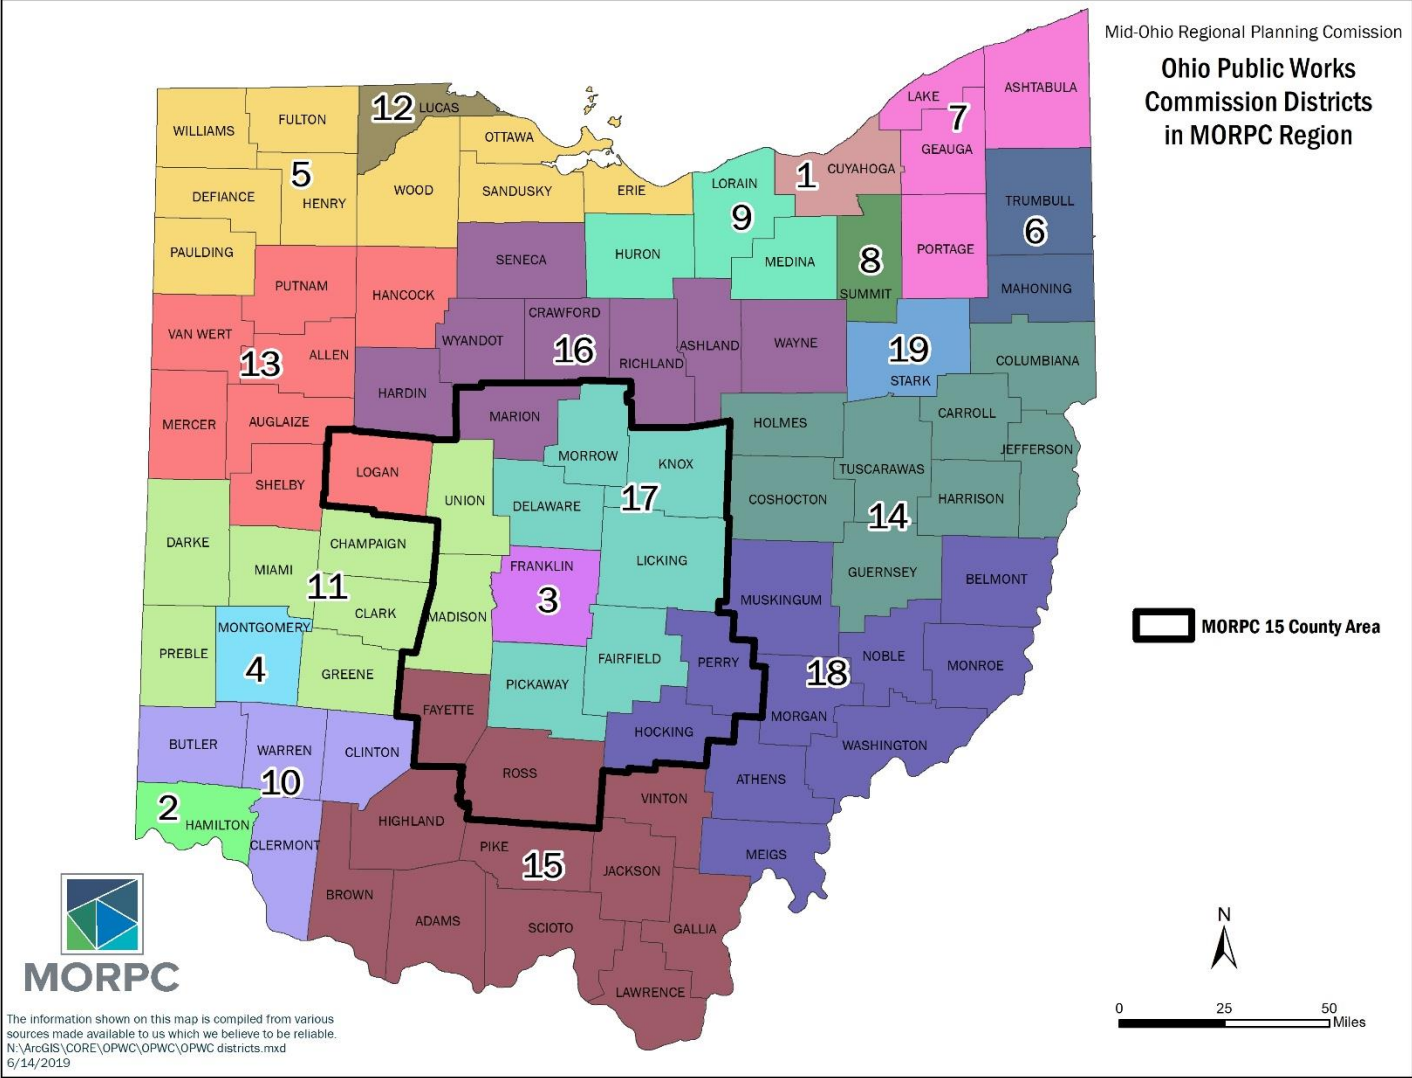 Mid-Ohio Regional Planning Comission
Ohio Public Works
Commission Districts
in MORPC Region
ASHTABULA
LAKE
7
GEAUGA
12
LUCAS
WILLIAMS
FULTON
OTTAWA
5
DEFIANCE
HENRY
WOOD
SANDUSKY
ERIE
LORAIN
1
CUYAHOGA
9
TRUMBULL
6
PAULDING
SENECA
HURON
MEDINA
8
SUMMIT
PORTAGE
MAHONING
PUTNAM
HANCOCK
VAN WERT
13
ALLEN
WYANDOT
CRAWFORD
16
RICHLAND
ASHLAND
WAYNE
19
STARK
COLUMBIANA
HARDIN
MERCER
AUGLAIZE
MARION
HOLMES
CARROLL
JEFFERSON
MORROW
KNOX
LOGAN
SHELBY
UNION
DELAWARE
17
COSHOCTON
TUSCARAWAS
HARRISON
14
DARKE
MIAMI
CHAMPAIGN
11
CLARK
FRANKLIN
3
LICKING
MUSKINGUM
GUERNSEY
BELMONT
MADISON
MORPC 15 County Area
MONTGOMERY
PREBLE
4
GREENE
FAIRFIELD
PERRY
18
NOBLE
MONROE
PICKAWAY
FAYETTE
HOCKING
MORGAN
WASHINGTON
BUTLER
WARREN
CLINTON
10
ROSS
ATHENS
2
HAMILTON
CLERMONT
HIGHLAND
VINTON
PIKE
15
JACKSON
MEIGS
BROWN
ADAMS
SCIOTO
GALLIA
LAWRENCE
N
0
25
50
Miles
MORPC
The information shown on this map is compiled from various
sources made available to us which we believe to be reliable.
N:\ArcGIS\CORE\OPWC\OPWC\OPWC districts.mxd
6/14/2019